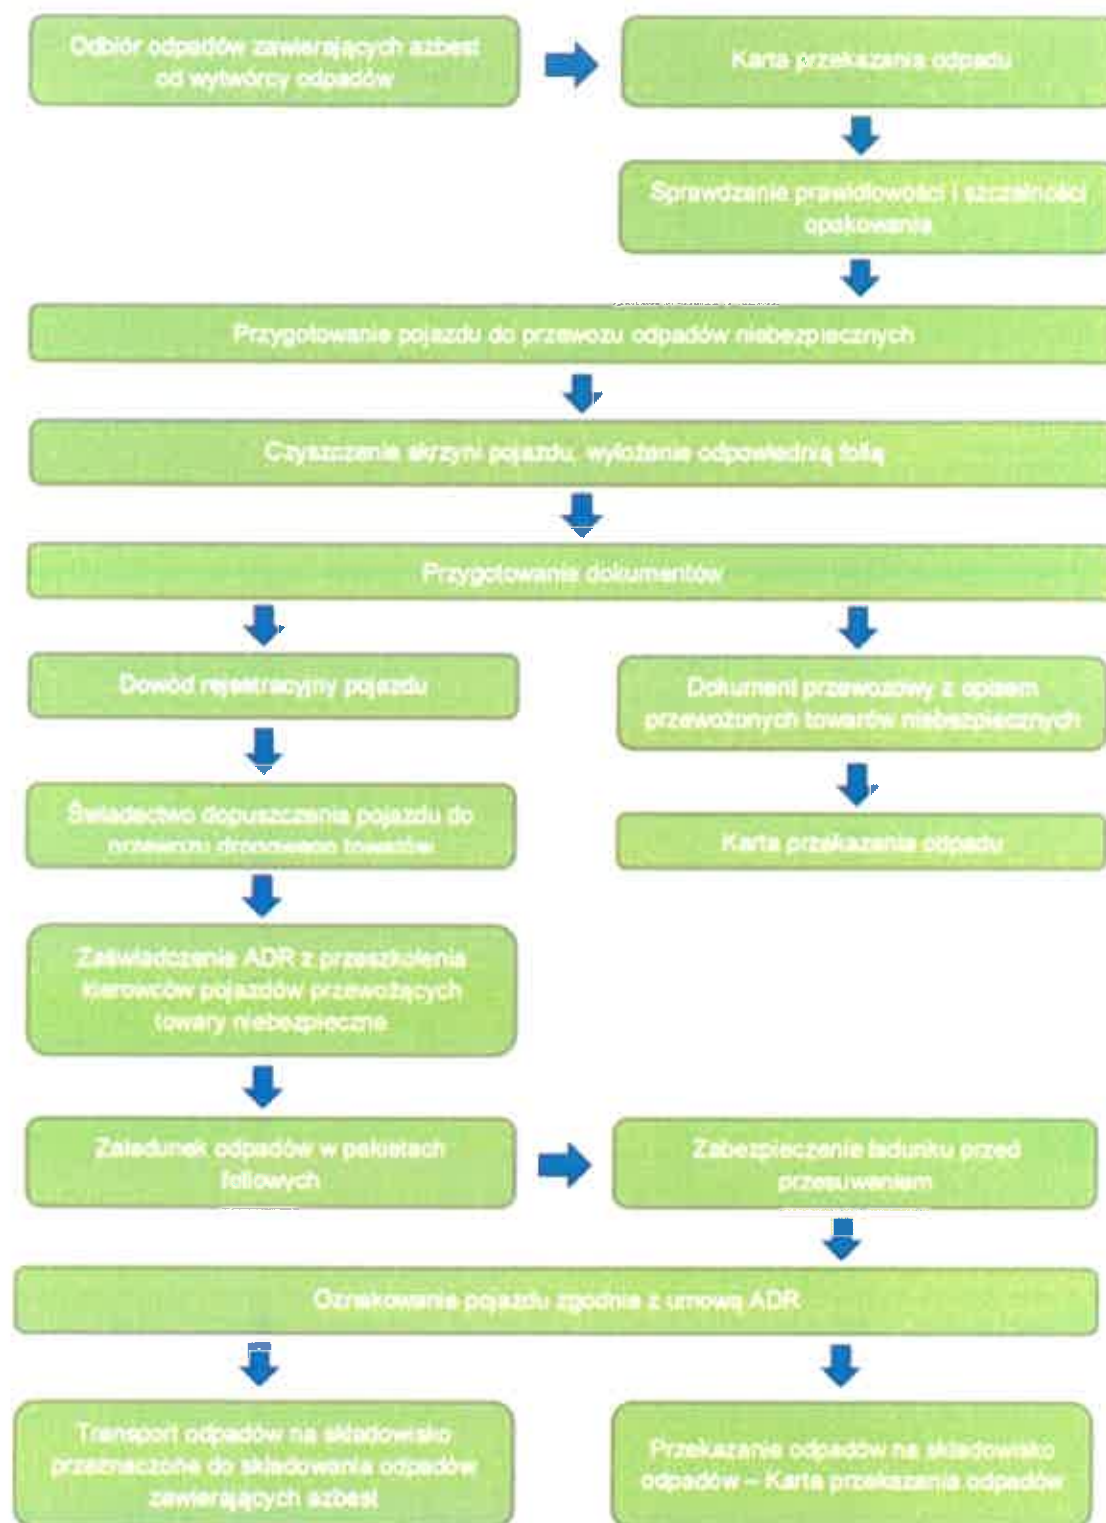 Odbiór odpadów zawierających azbest
od wytwórcy odpadów
Karta przekazania odpadu
Sprawdzanie prawidłowości i szczelności
opakowania
Przygotowanie pojazdu do przewozu odpadów niebezpiecznych
Czyszczenie skrzyni pojazdu, wyłożenie odpowiednią folią
Przygotowanie dokumentów
Dowód rejestracyjny pojazdu
Dokument przewozowy z opisem
przewożonych towarów niebezpiecznych
Świadectwo dopuszczenia pojazdu do
przewozu drogowego towarów
Karta przekazania odpadu
Zaświadczenie ADR z przeszkolenia
kierowców pojazdów przewożących
towary niebezpieczne
Załadunek odpadów w pakietach
foliowych
Zabezpieczenie ładunku przed
przesuwaniem
Oznakowanie pojazdu zgodnie z umową ADR
Transport odpadów na składowisko
przeznaczone do składowania odpadów
zawierających azbest
Przekazanie odpadów na składowisko
odpadów – Karta przekazania odpadów